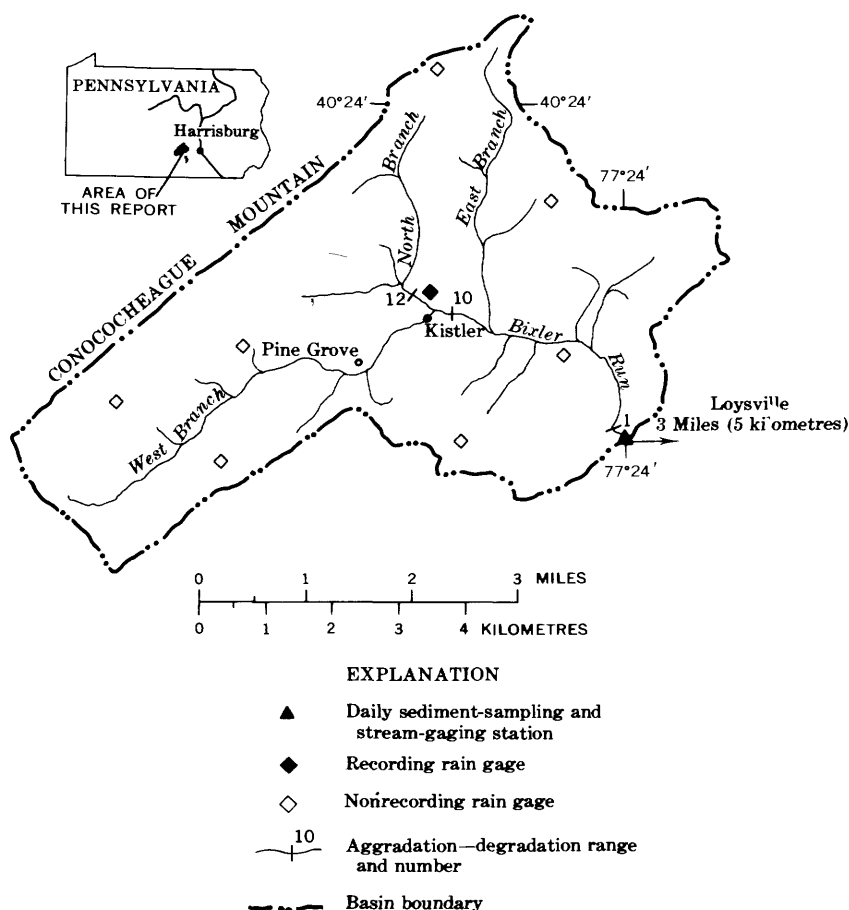 PENNSYLVANIA
Harrisburg
AREA OF
THIS REPORT
40°24'
40°24'
77°24'
CONOCOCHEAGUE MOUNTAIN
North Branch
East Branch
12
10
Kistler
Bixler Run
Pine Grove
West Branch
1
Loysville
3 Miles (5 kilometres)
77°24'
0 1 2 3 MILES
0 1 2 3 4 KILOMETRES
EXPLANATION
Daily sediment-sampling and
stream-gaging station
Recording rain gage
Nonrecording rain gage
10
Aggradation—degradation range
and number
Basin boundary